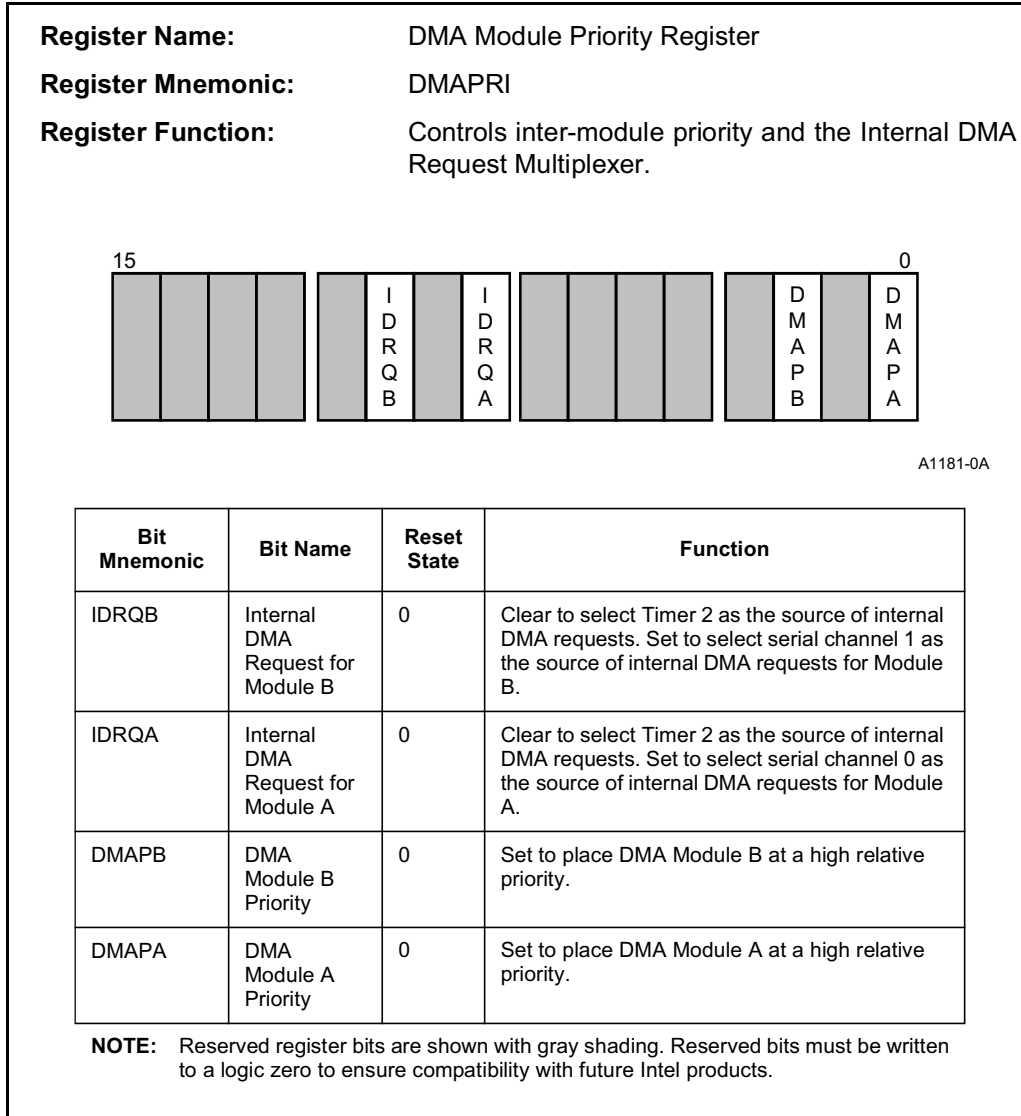 Register Name: DMA Module Priority Register
Register Mnemonic: DMAPRI
Register Function: Controls inter-module priority and the Internal DMA
Request Multiplexer.
15 0
IDRQB IDRQA DMAPB DMAPA
A1181-0A
Bit Mnemonic Bit Name Reset State Function
IDRQB
Internal
DMA
Request for
Module B
0
Clear to select Timer 2 as the source of internal
DMA requests. Set to select serial channel 1 as
the source of internal DMA requests for Module
B.
IDRQA
Internal
DMA
Request for
Module A
0
Clear to select Timer 2 as the source of internal
DMA requests. Set to select serial channel 0 as
the source of internal DMA requests for Module
A.
DMAPB
DMA
Module B
Priority
0
Set to place DMA Module B at a high relative
priority.
DMAPA
DMA
Module A
Priority
0
Set to place DMA Module A at a high relative
priority.
NOTE: Reserved register bits are shown with gray shading. Reserved bits must be written
to a logic zero to ensure compatibility with future Intel products.